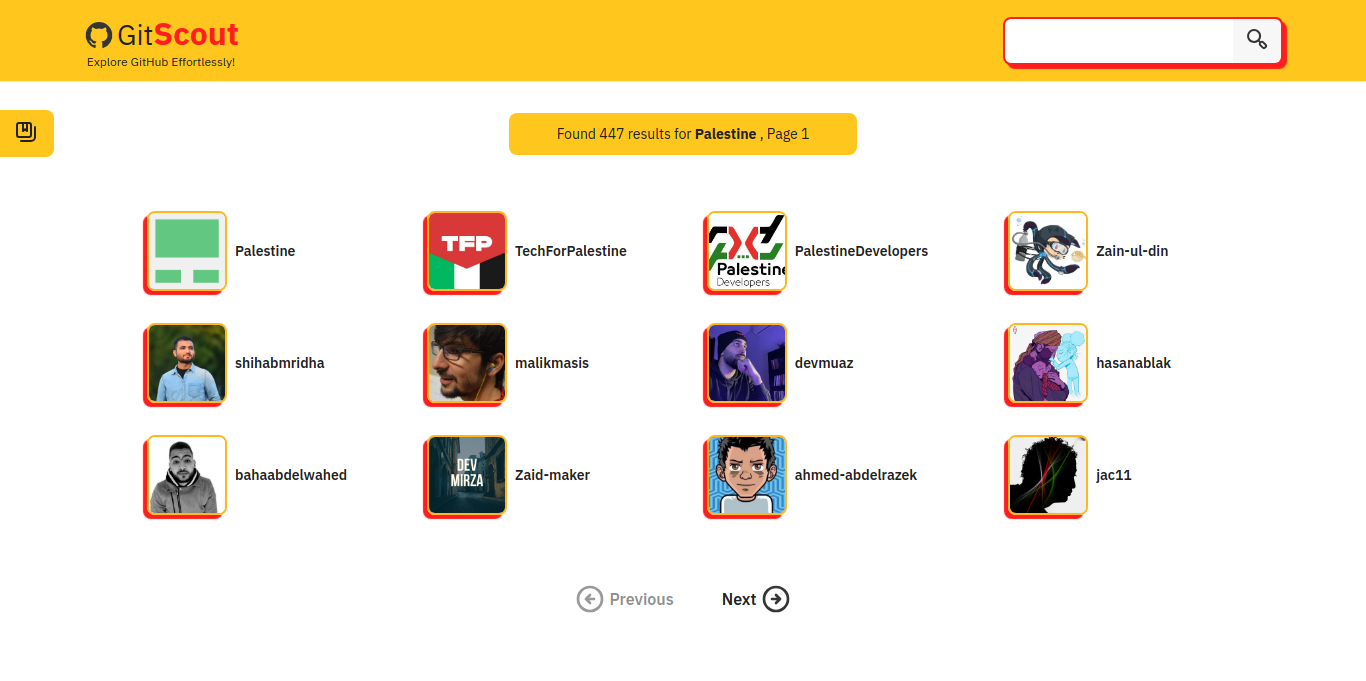 GitScout
Explore GitHub Effortlessly!
Found 447 results for Palestine , Page 1
Palestine
TFP
TechForPalestine
Palestine
Developers
PalestineDevelopers
Zain-ul-din
shihabmridha
malikmasis
devmuaz
hasanablak
bahaabdelwahed
DEV
MIRZA
Zaid-maker
ahmed-abdelrazek
jac11
Previous
Next